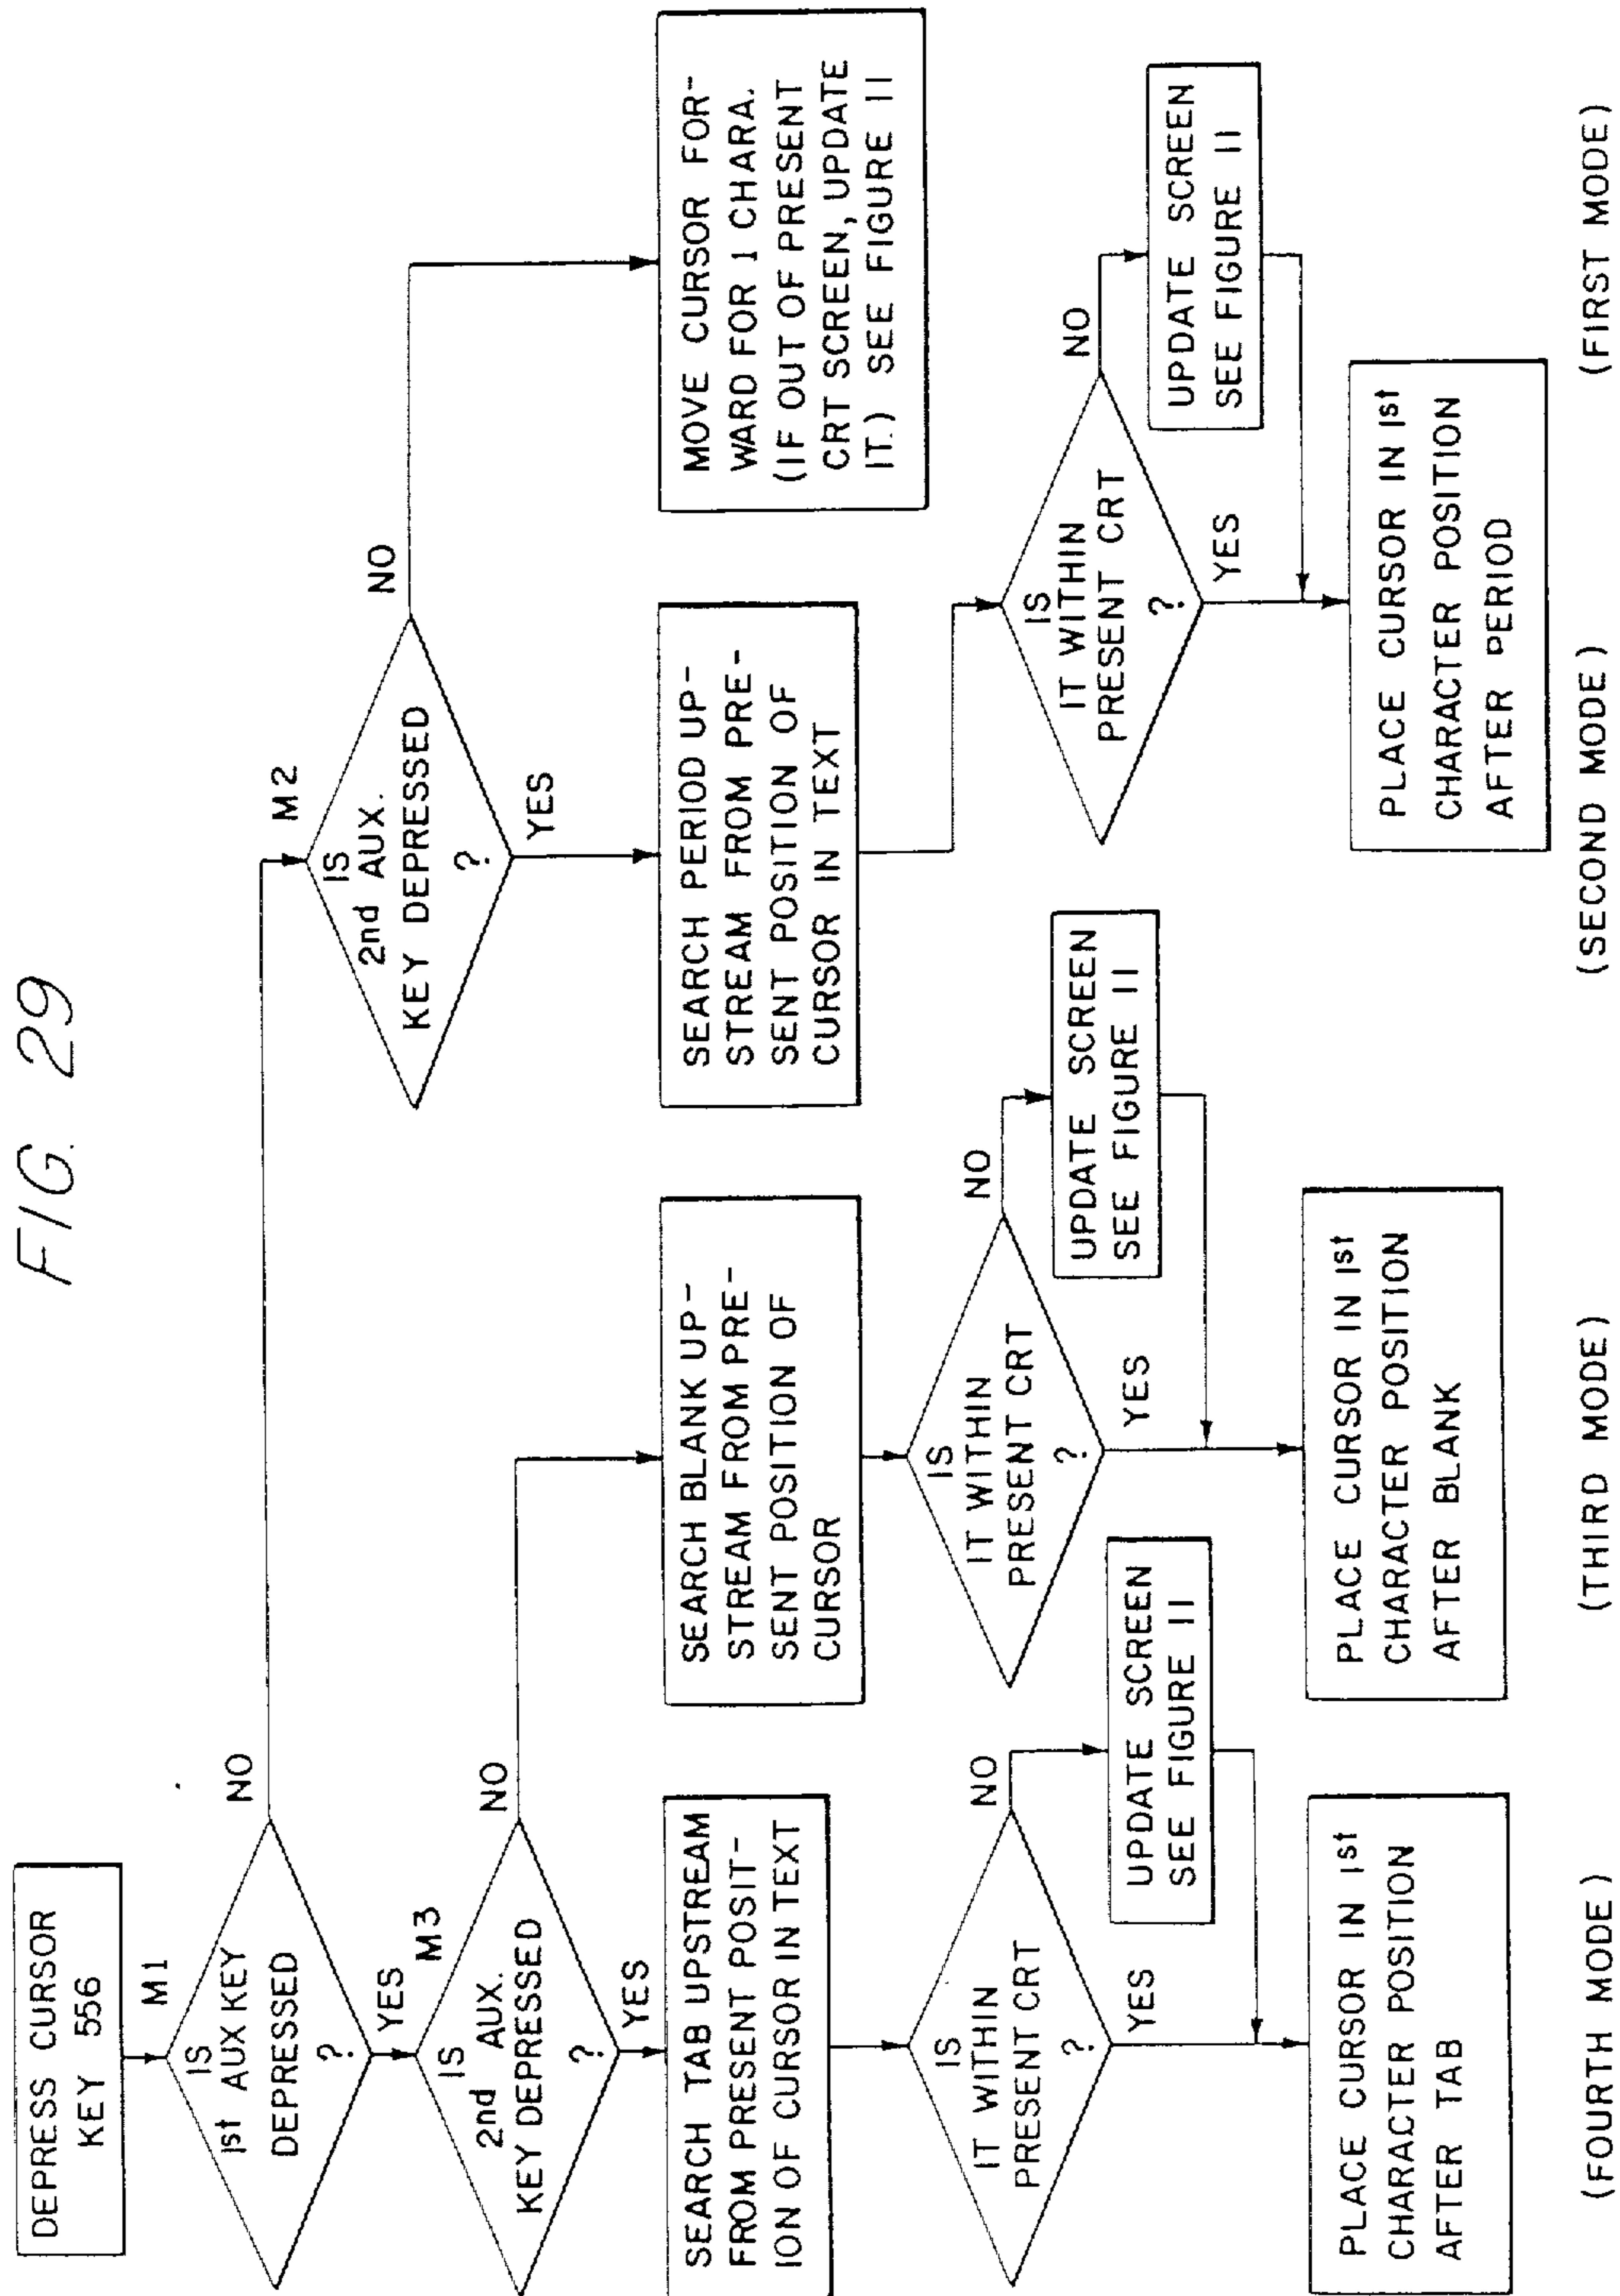 FIG. 29
DEPRESS CURSOR
KEY 556
M1
IS
1st AUX KEY
DEPRESSED
?
NO
YES
M2
IS
2nd AUX.
KEY DEPRESSED
?
NO
YES
M3
IS
2nd AUX.
KEY DEPRESSED
?
NO
YES
SEARCH TAB UPSTREAM
FROM PRESENT POSIT-
ION OF CURSOR IN TEXT
SEARCH BLANK UP-
STREAM FROM PRE-
SENT POSITION OF
CURSOR
SEARCH PERIOD UP-
STREAM FROM PRE-
SENT POSITION OF
CURSOR IN TEXT
MOVE CURSOR FOR-
WARD FOR 1 CHARA.
(IF OUT OF PRESENT
CRT SCREEN, UPDATE
IT.) SEE FIGURE 11
IS
IT WITHIN
PRESENT CRT
?
NO
YES
UPDATE SCREEN
SEE FIGURE 11
PLACE CURSOR IN 1st
CHARACTER POSITION
AFTER TAB
IS
IT WITHIN
PRESENT CRT
?
NO
YES
UPDATE SCREEN
SEE FIGURE 11
PLACE CURSOR IN 1st
CHARACTER POSITION
AFTER BLANK
IS
IT WITHIN
PRESENT CRT
?
NO
YES
UPDATE SCREEN
SEE FIGURE 11
PLACE CURSOR IN 1st
CHARACTER POSITION
AFTER PERIOD
(FOURTH MODE)
(THIRD MODE)
(SECOND MODE)
(FIRST MODE)